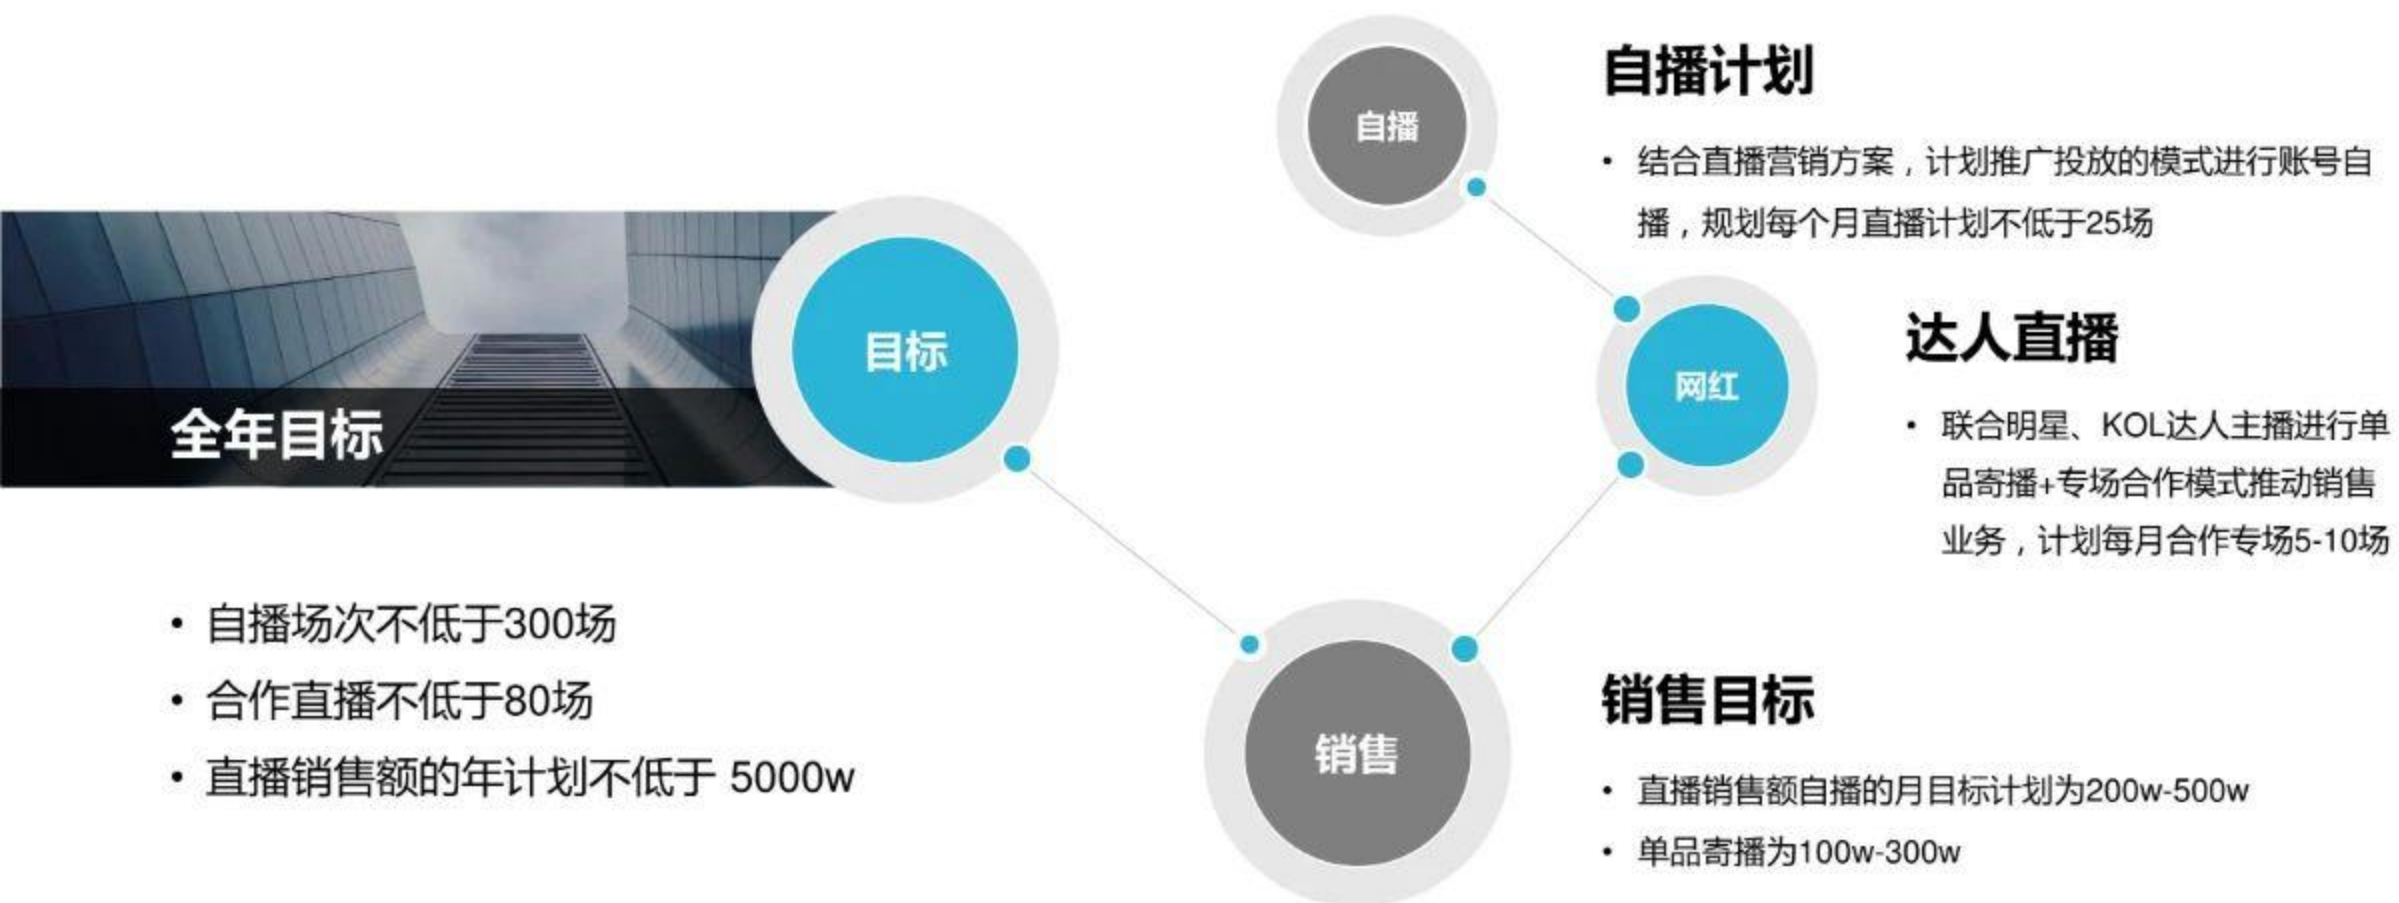 全年目标
目标
• 自播场次不低于300场
• 合作直播不低于80场
• 直播销售额的年计划不低于 5000w
自播
自播计划
• 结合直播营销方案，计划推广投放的模式进行账号自
播，规划每个月直播计划不低于25场
网红
达人直播
• 联合明星、KOL达人主播进行单
品寄播+专场合作模式推动销售
业务，计划每月合作专场5-10场
销售
销售目标
• 直播销售额自播的月目标计划为200w-500w
• 单品寄播为100w-300w